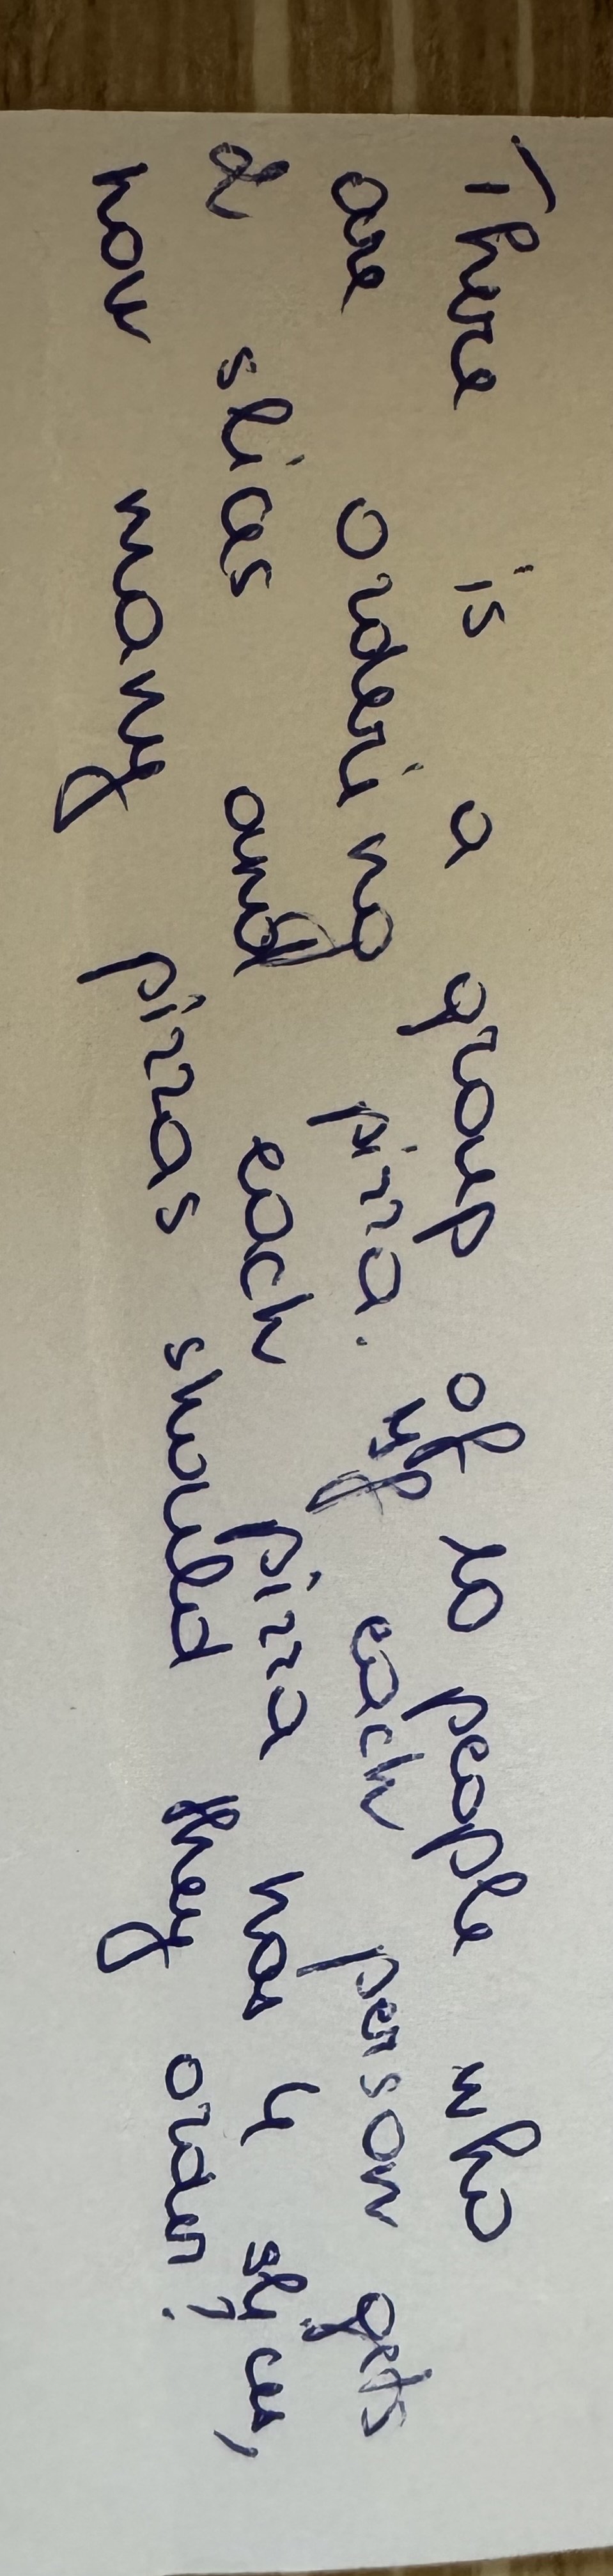 There is a group of 10 people who
are ordering pizza. If each person gets
2 slices and each pizza has 4 slices,
how many pizzas should they order?